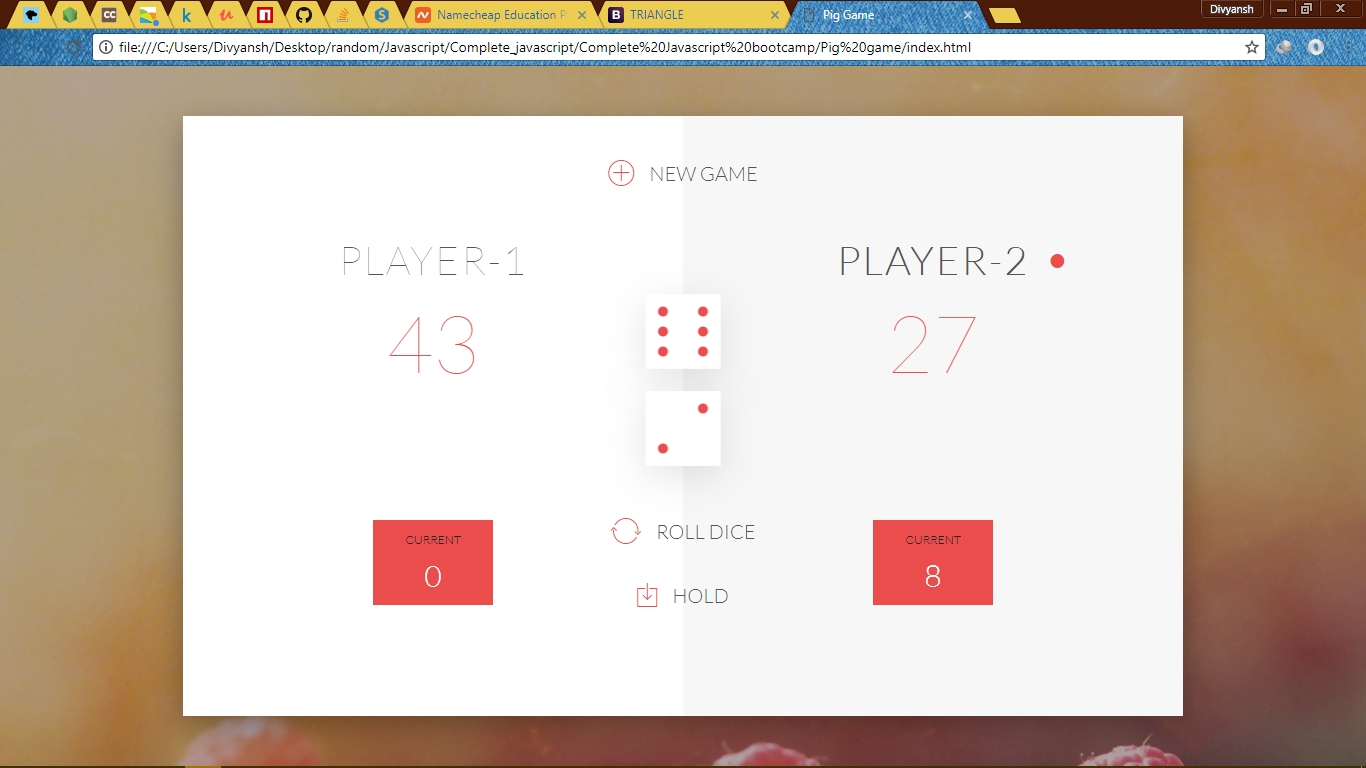 Namecheap Education P
TRIANGLE
Pig Game
Divyansh
file:///C:/Users/Divyansh/Desktop/random/Javascript/Complete_javascript/Complete%20Javascript%20bootcamp/Pig%20game/index.html
NEW GAME
PLAYER-1
PLAYER-2
43
27
CURRENT
0
ROLL DICE
HOLD
CURRENT
8